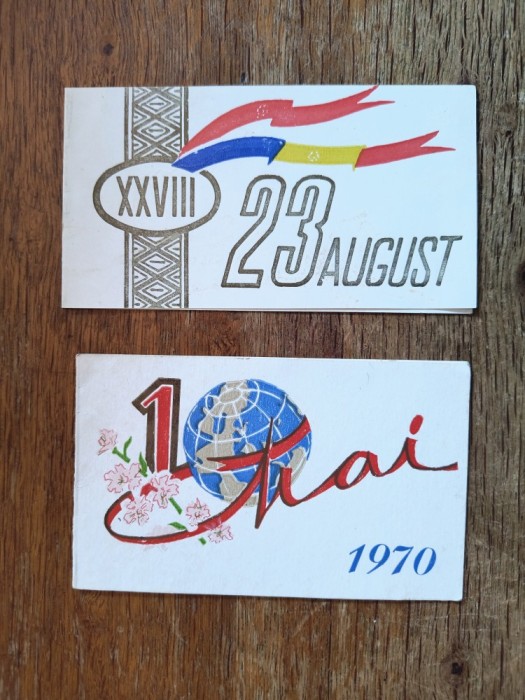 XXVIII
23 AUGUST
1 Mai
1970